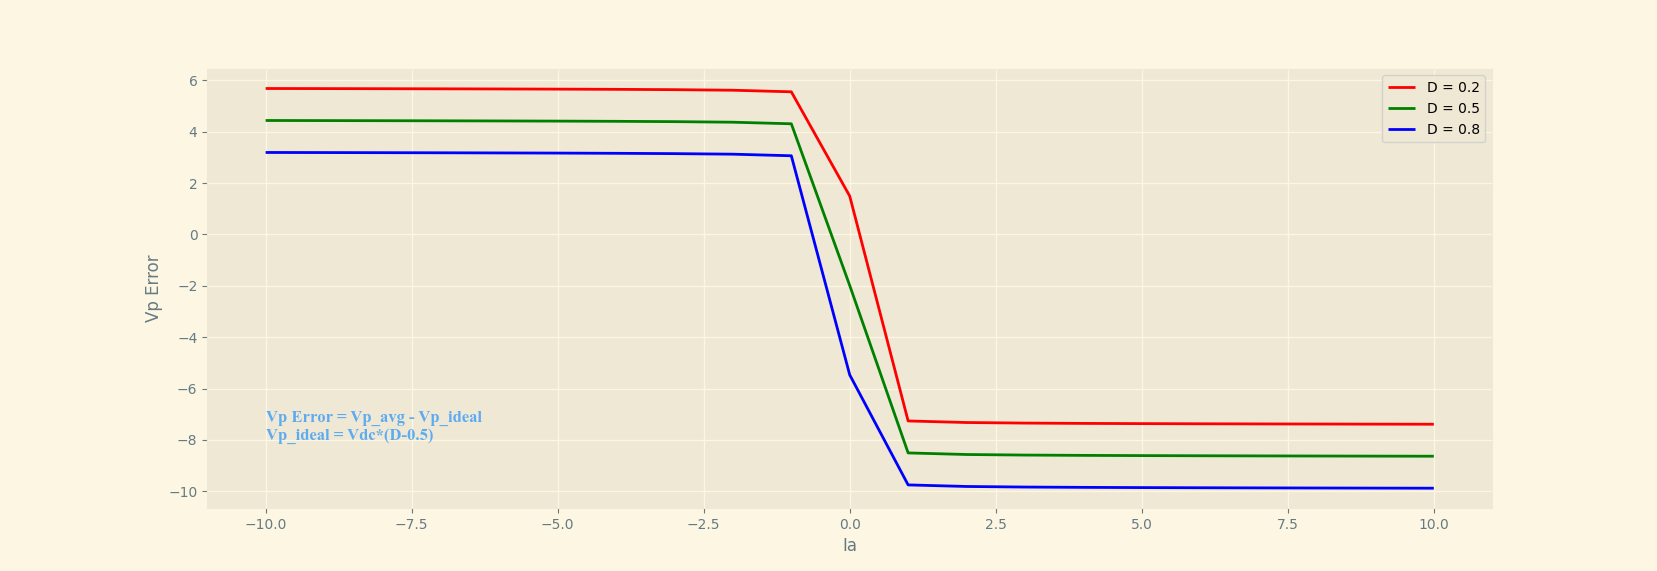 6
4
2
0
−2
−4
−6
−8
−10
Vp Error
D = 0.2
D = 0.5
D = 0.8
Vp Error = Vp_avg - Vp_ideal
Vp_ideal = Vdc*(D-0.5)
−10.0 −7.5 −5.0 −2.5 0.0 2.5 5.0 7.5 10.0
Ia